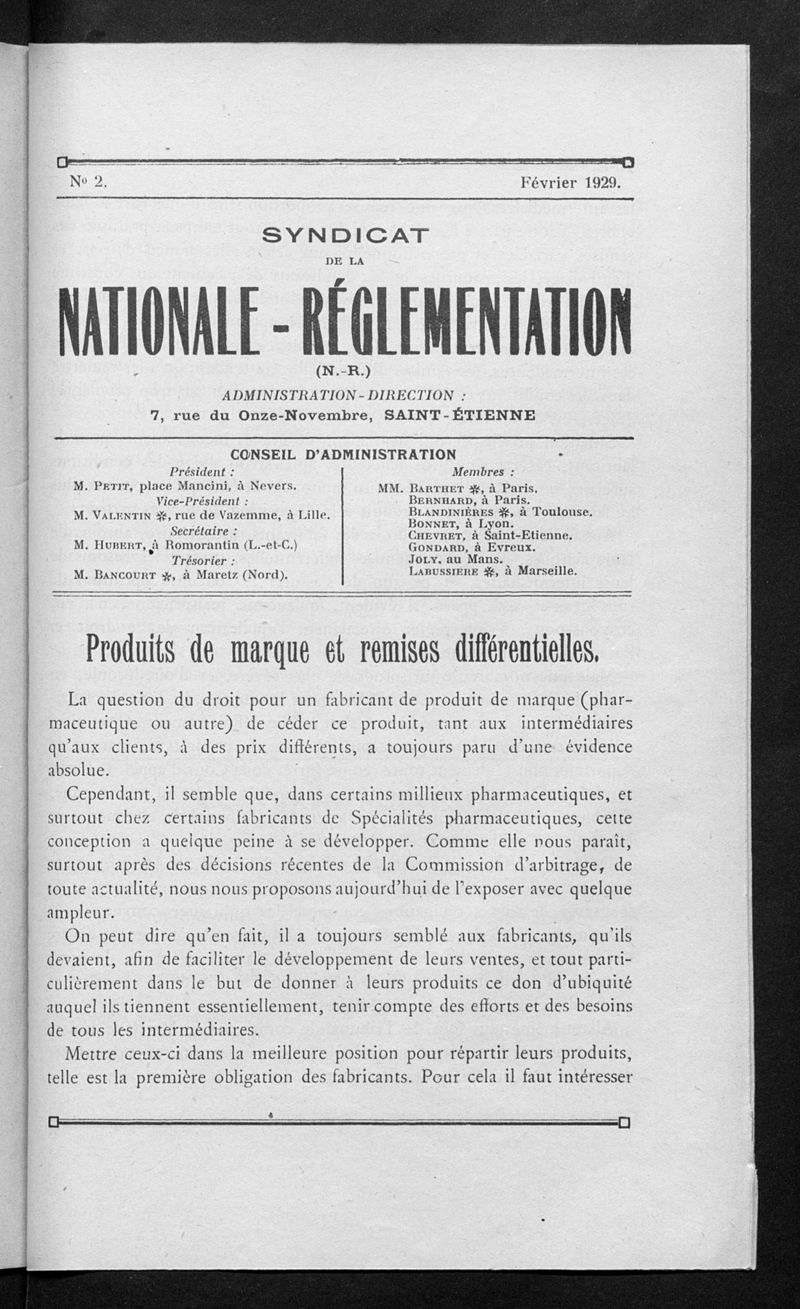 N° 2.
Février 1929.
SYNDICAT
DE LA
NATIONALE - RÉGLEMENTATION
(N.-R.)
ADMINISTRATION-DIRECTION :
7, rue du Onze-Novembre, SAINT-ÉTIENNE
CONSEIL D'ADMINISTRATION
Président :
M. PETIT, place Mancini, à Nevers.
Vice-Président :
M. VALENTIN ✻, rue de Vazemme, à Lille.
Secrétaire :
M. HUBERT, à Romorantin (L.-et-C.)
Trésorier :
M. BANCOURT ✻, à Maretz (Nord).
Membres :
MM. BARTHET ✻, à Paris.
BERNHARD, à Paris.
BLANDINIÈRES ✻, à Toulouse.
BONNET, à Lyon.
CHEVRET, à Saint-Etienne.
GONDARD, à Evreux.
JOLY, au Mans.
LABUSSIERE ✻, à Marseille.
Produits de marque et remises différentielles.
La question du droit pour un fabricant de produit de marque (phar-
maceutique ou autre) de céder ce produit, tant aux intermédiaires
qu'aux clients, à des prix différents, a toujours paru d'une évidence
absolue.
Cependant, il semble que, dans certains millieux pharmaceutiques, et
surtout chez certains fabricants de Spécialités pharmaceutiques, cette
conception a quelque peine à se développer. Comme elle nous paraît,
surtout après des décisions récentes de la Commission d'arbitrage, de
toute actualité, nous nous proposons aujourd'hui de l'exposer avec quelque
ampleur.
On peut dire qu'en fait, il a toujours semblé aux fabricants, qu'ils
devaient, afin de faciliter le développement de leurs ventes, et tout parti-
culièrement dans le but de donner à leurs produits ce don d'ubiquité
auquel ils tiennent essentiellement, tenir compte des efforts et des besoins
de tous les intermédiaires.
Mettre ceux-ci dans la meilleure position pour répartir leurs produits,
telle est la première obligation des fabricants. Pour cela il faut intéresser